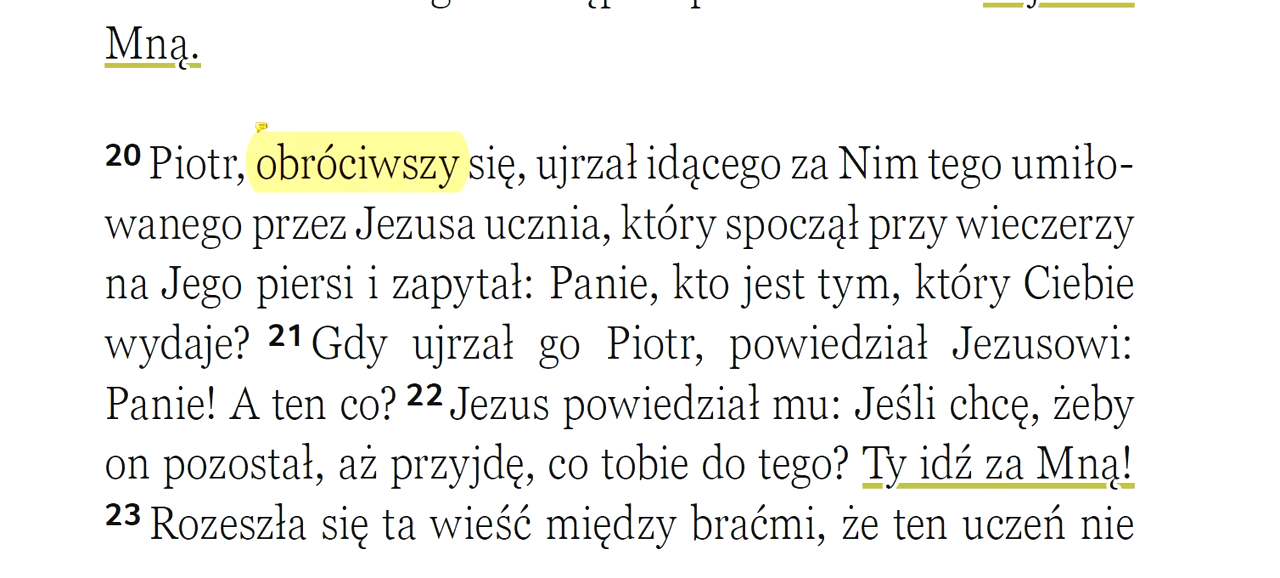 Mną.
20 Piotr, obróciwszy się, ujrzał idącego za Nim tego umiło-
wanego przez Jezusa ucznia, który spoczął przy wieczerzy
na Jego piersi i zapytał: Panie, kto jest tym, który Ciebie
wydaje? 21 Gdy ujrzał go Piotr, powiedział Jezusowi:
Panie! A ten co? 22 Jezus powiedział mu: Jeśli chcę, żeby
on pozostał, aż przyjdę, co tobie do tego? Ty idź za Mną!
23 Rozeszła się ta wieść między braćmi, że ten uczeń nie